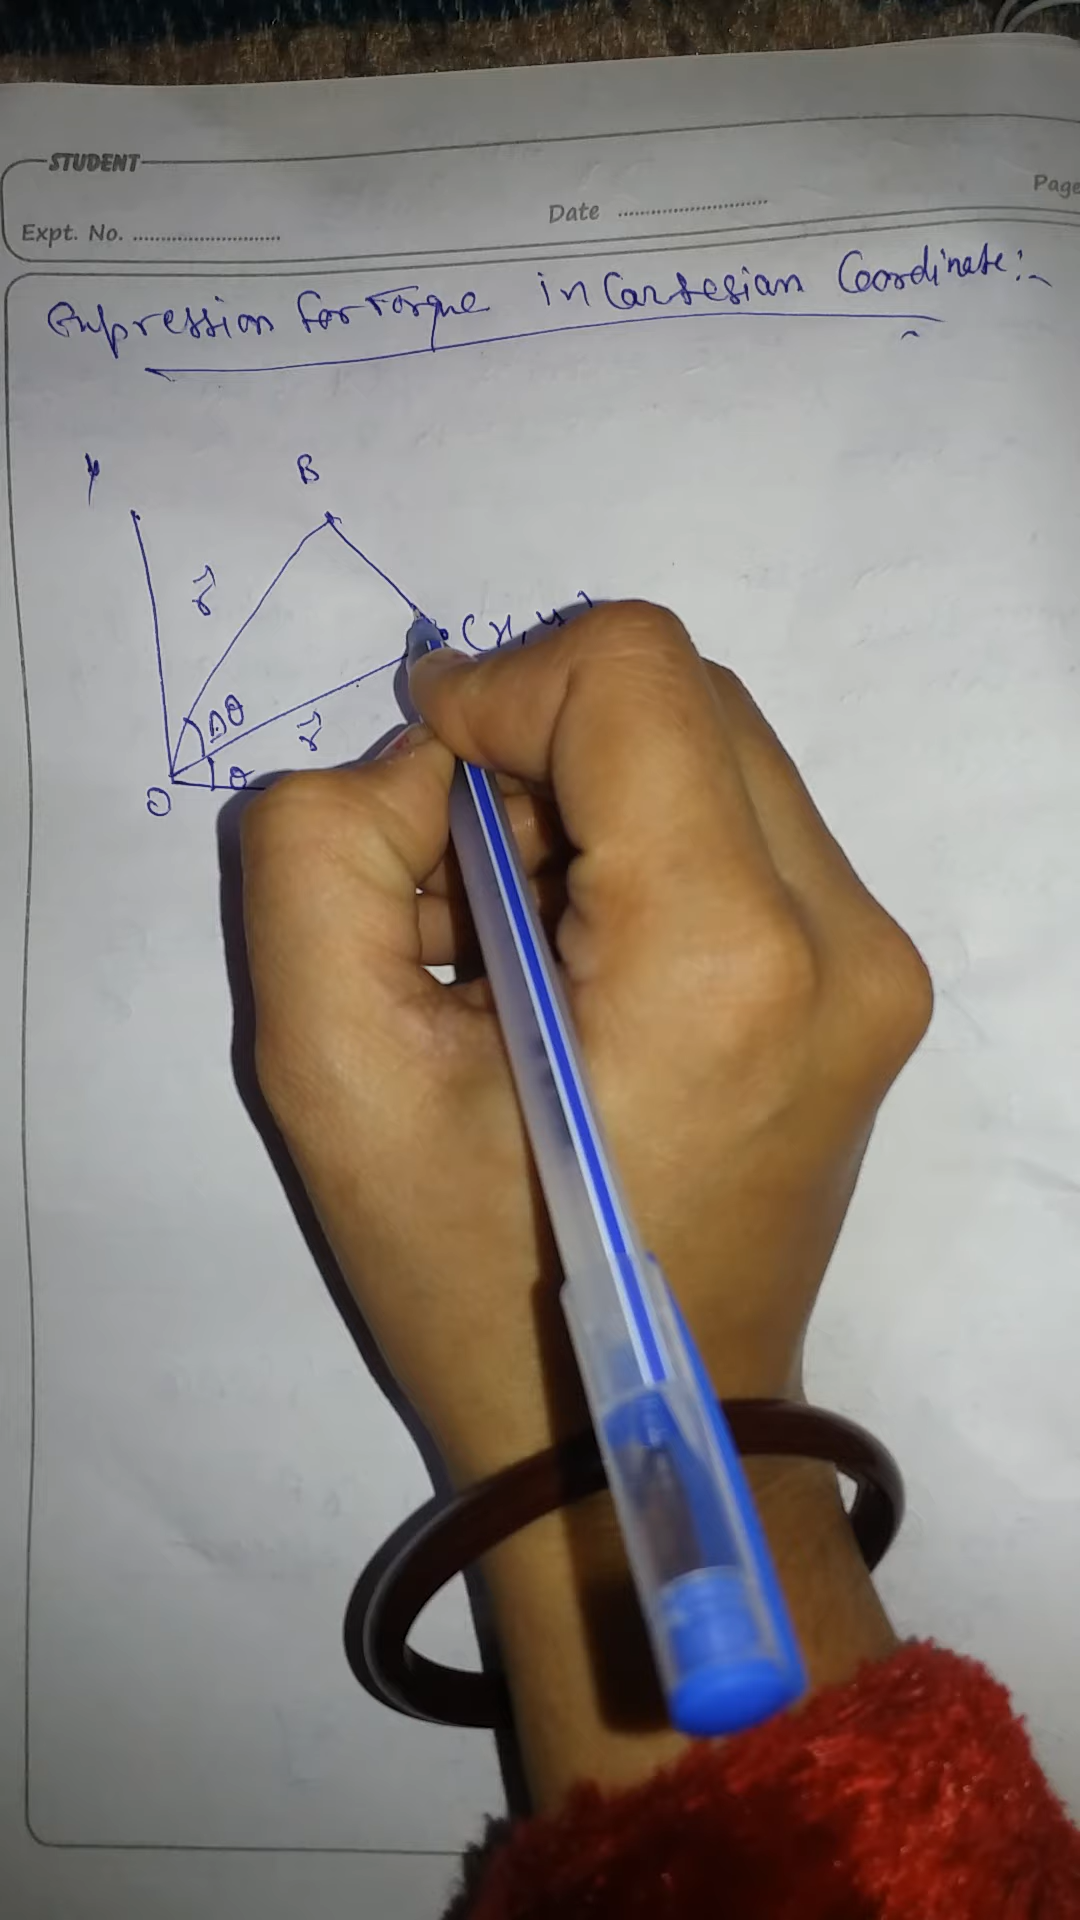 STUDENT
Page
Date
Expt. No.
Expression for Torque in Cartesian Coordinate:-
Y
B
r⃗
(x, y)
Δθ
r⃗
θ
O